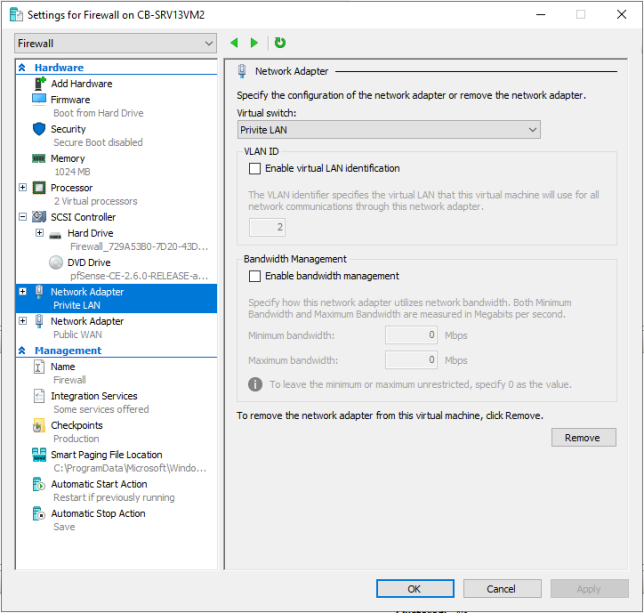 Settings for Firewall on CB-SRV13VM2
Firewall
Hardware
Add Hardware
Firmware
Boot from Hard Drive
Security
Secure Boot disabled
Memory
1024 MB
Processor
2 Virtual processors
SCSI Controller
Hard Drive
Firewall_729A53B0-7D20-43D...
DVD Drive
pfSense-CE-2.6.0-RELEASE-a...
Network Adapter
Privite LAN
Network Adapter
Public WAN
Management
Name
Firewall
Integration Services
Some services offered
Checkpoints
Production
Smart Paging File Location
C:\ProgramData\Microsoft\Windo...
Automatic Start Action
Restart if previously running
Automatic Stop Action
Save
Network Adapter
Specify the configuration of the network adapter or remove the network adapter.
Virtual switch:
Privite LAN
VLAN ID
Enable virtual LAN identification
The VLAN identifier specifies the virtual LAN that this virtual machine will use for all
network communications through this network adapter.
2
Bandwidth Management
Enable bandwidth management
Specify how this network adapter utilizes network bandwidth. Both Minimum
Bandwidth and Maximum Bandwidth are measured in Megabits per second.
Minimum bandwidth: 0 Mbps
Maximum bandwidth: 0 Mbps
To leave the minimum or maximum unrestricted, specify 0 as the value.
To remove the network adapter from this virtual machine, click Remove.
Remove
OK Cancel Apply